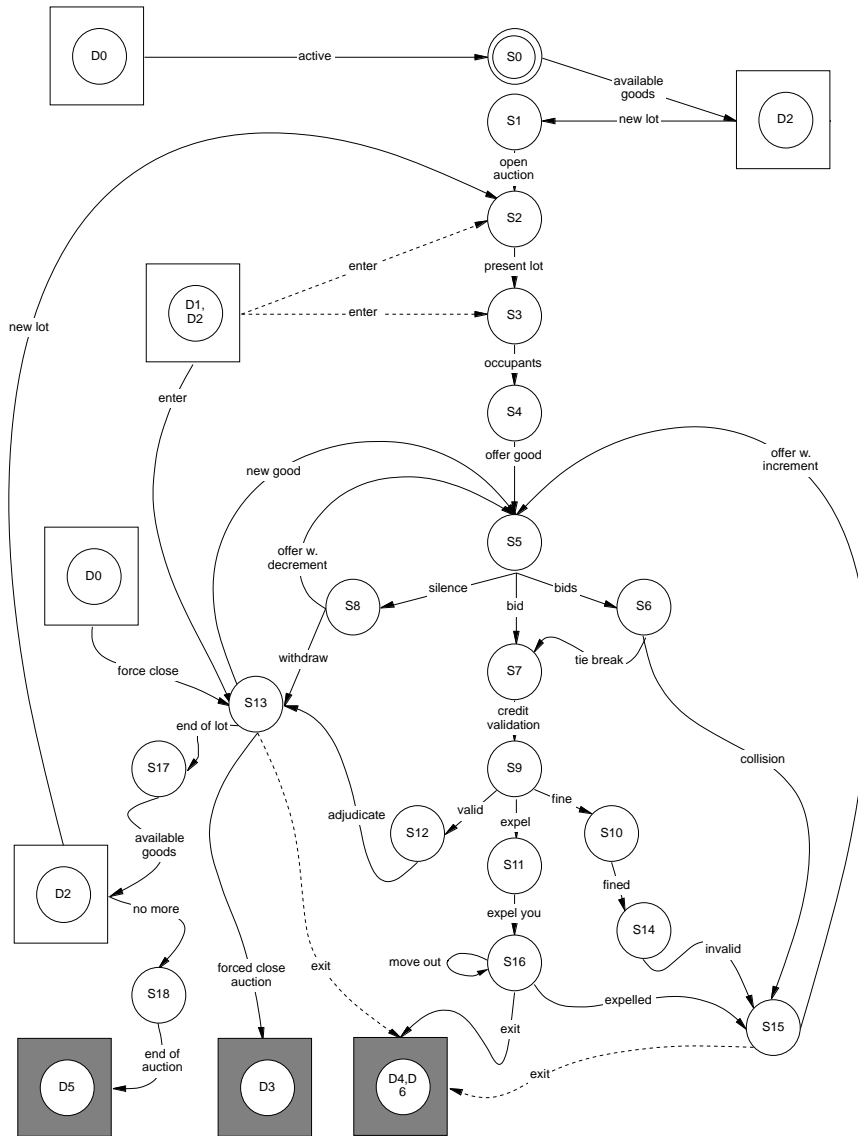 D0
active
S0
available
goods
D2
S1
new lot
open
auction
S2
enter
present lot
D1,
D2
enter
S3
new lot
occupants
enter
S4
offer good
offer w.
increment
new good
S5
offer w.
decrement
D0
silence
bids
S8
bid
S6
withdraw
tie break
force close
S7
S13
credit
validation
end of lot
S17
S9
collision
adjudicate
valid
fine
expel
S12
S10
available
goods
S11
fined
D2
no more
expel you
S14
invalid
move out
S16
forced close
auction
exit
S18
expelled
exit
S15
end of
auction
exit
D5
D3
D4,D
6